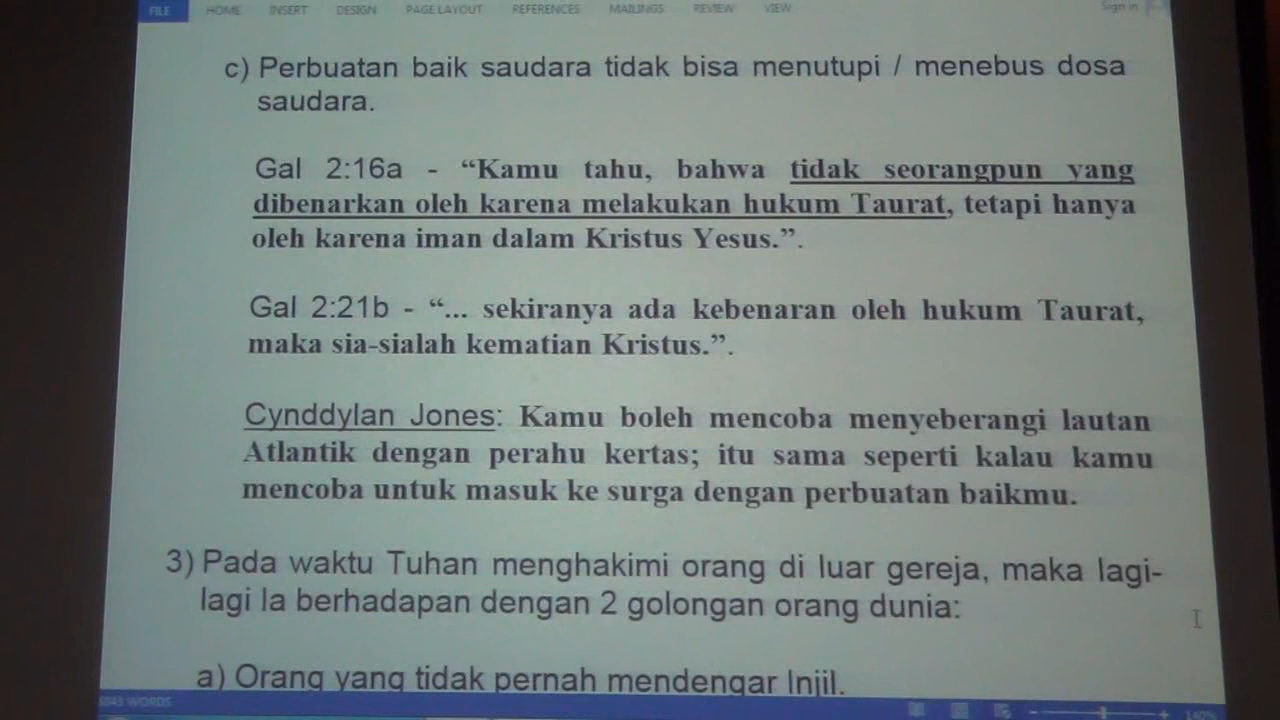 FILE HOME INSERT DESIGN PAGE LAYOUT REFERENCES MAILINGS REVIEW VIEW Sign in
c) Perbuatan baik saudara tidak bisa menutupi / menebus dosa
saudara.
Gal 2:16a - “Kamu tahu, bahwa tidak seorangpun yang
dibenarkan oleh karena melakukan hukum Taurat, tetapi hanya
oleh karena iman dalam Kristus Yesus.”.
Gal 2:21b - “... sekiranya ada kebenaran oleh hukum Taurat,
maka sia-sialah kematian Kristus.”.
Cynddylan Jones: Kamu boleh mencoba menyeberangi lautan
Atlantik dengan perahu kertas; itu sama seperti kalau kamu
mencoba untuk masuk ke surga dengan perbuatan baikmu.
3) Pada waktu Tuhan menghakimi orang di luar gereja, maka lagi-
lagi Ia berhadapan dengan 2 golongan orang dunia:
a) Orang yang tidak pernah mendengar Injil.
WORDS